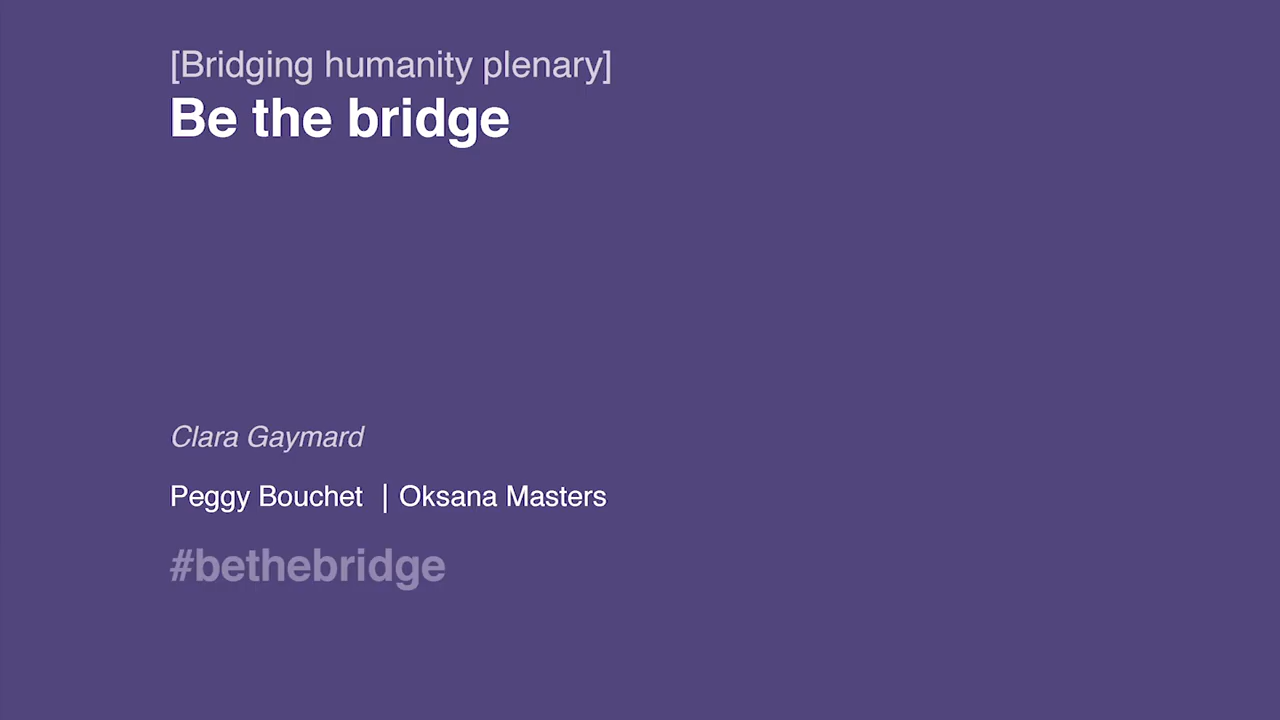 [Bridging humanity plenary]
Be the bridge
Clara Gaymard
Peggy Bouchet | Oksana Masters
#bethebridge